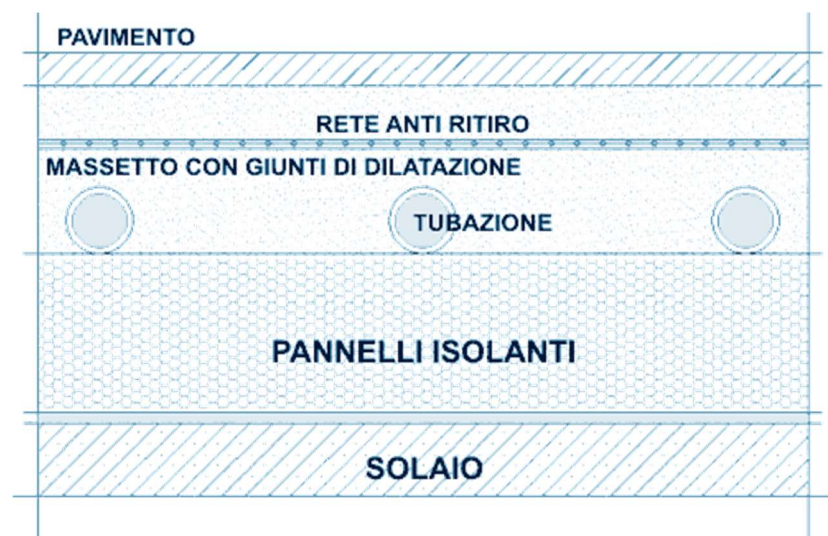 PAVIMENTO
RETE ANTI RITIRO
MASSETTO CON GIUNTI DI DILATAZIONE
TUBAZIONE
PANNELLI ISOLANTI
SOLAIO